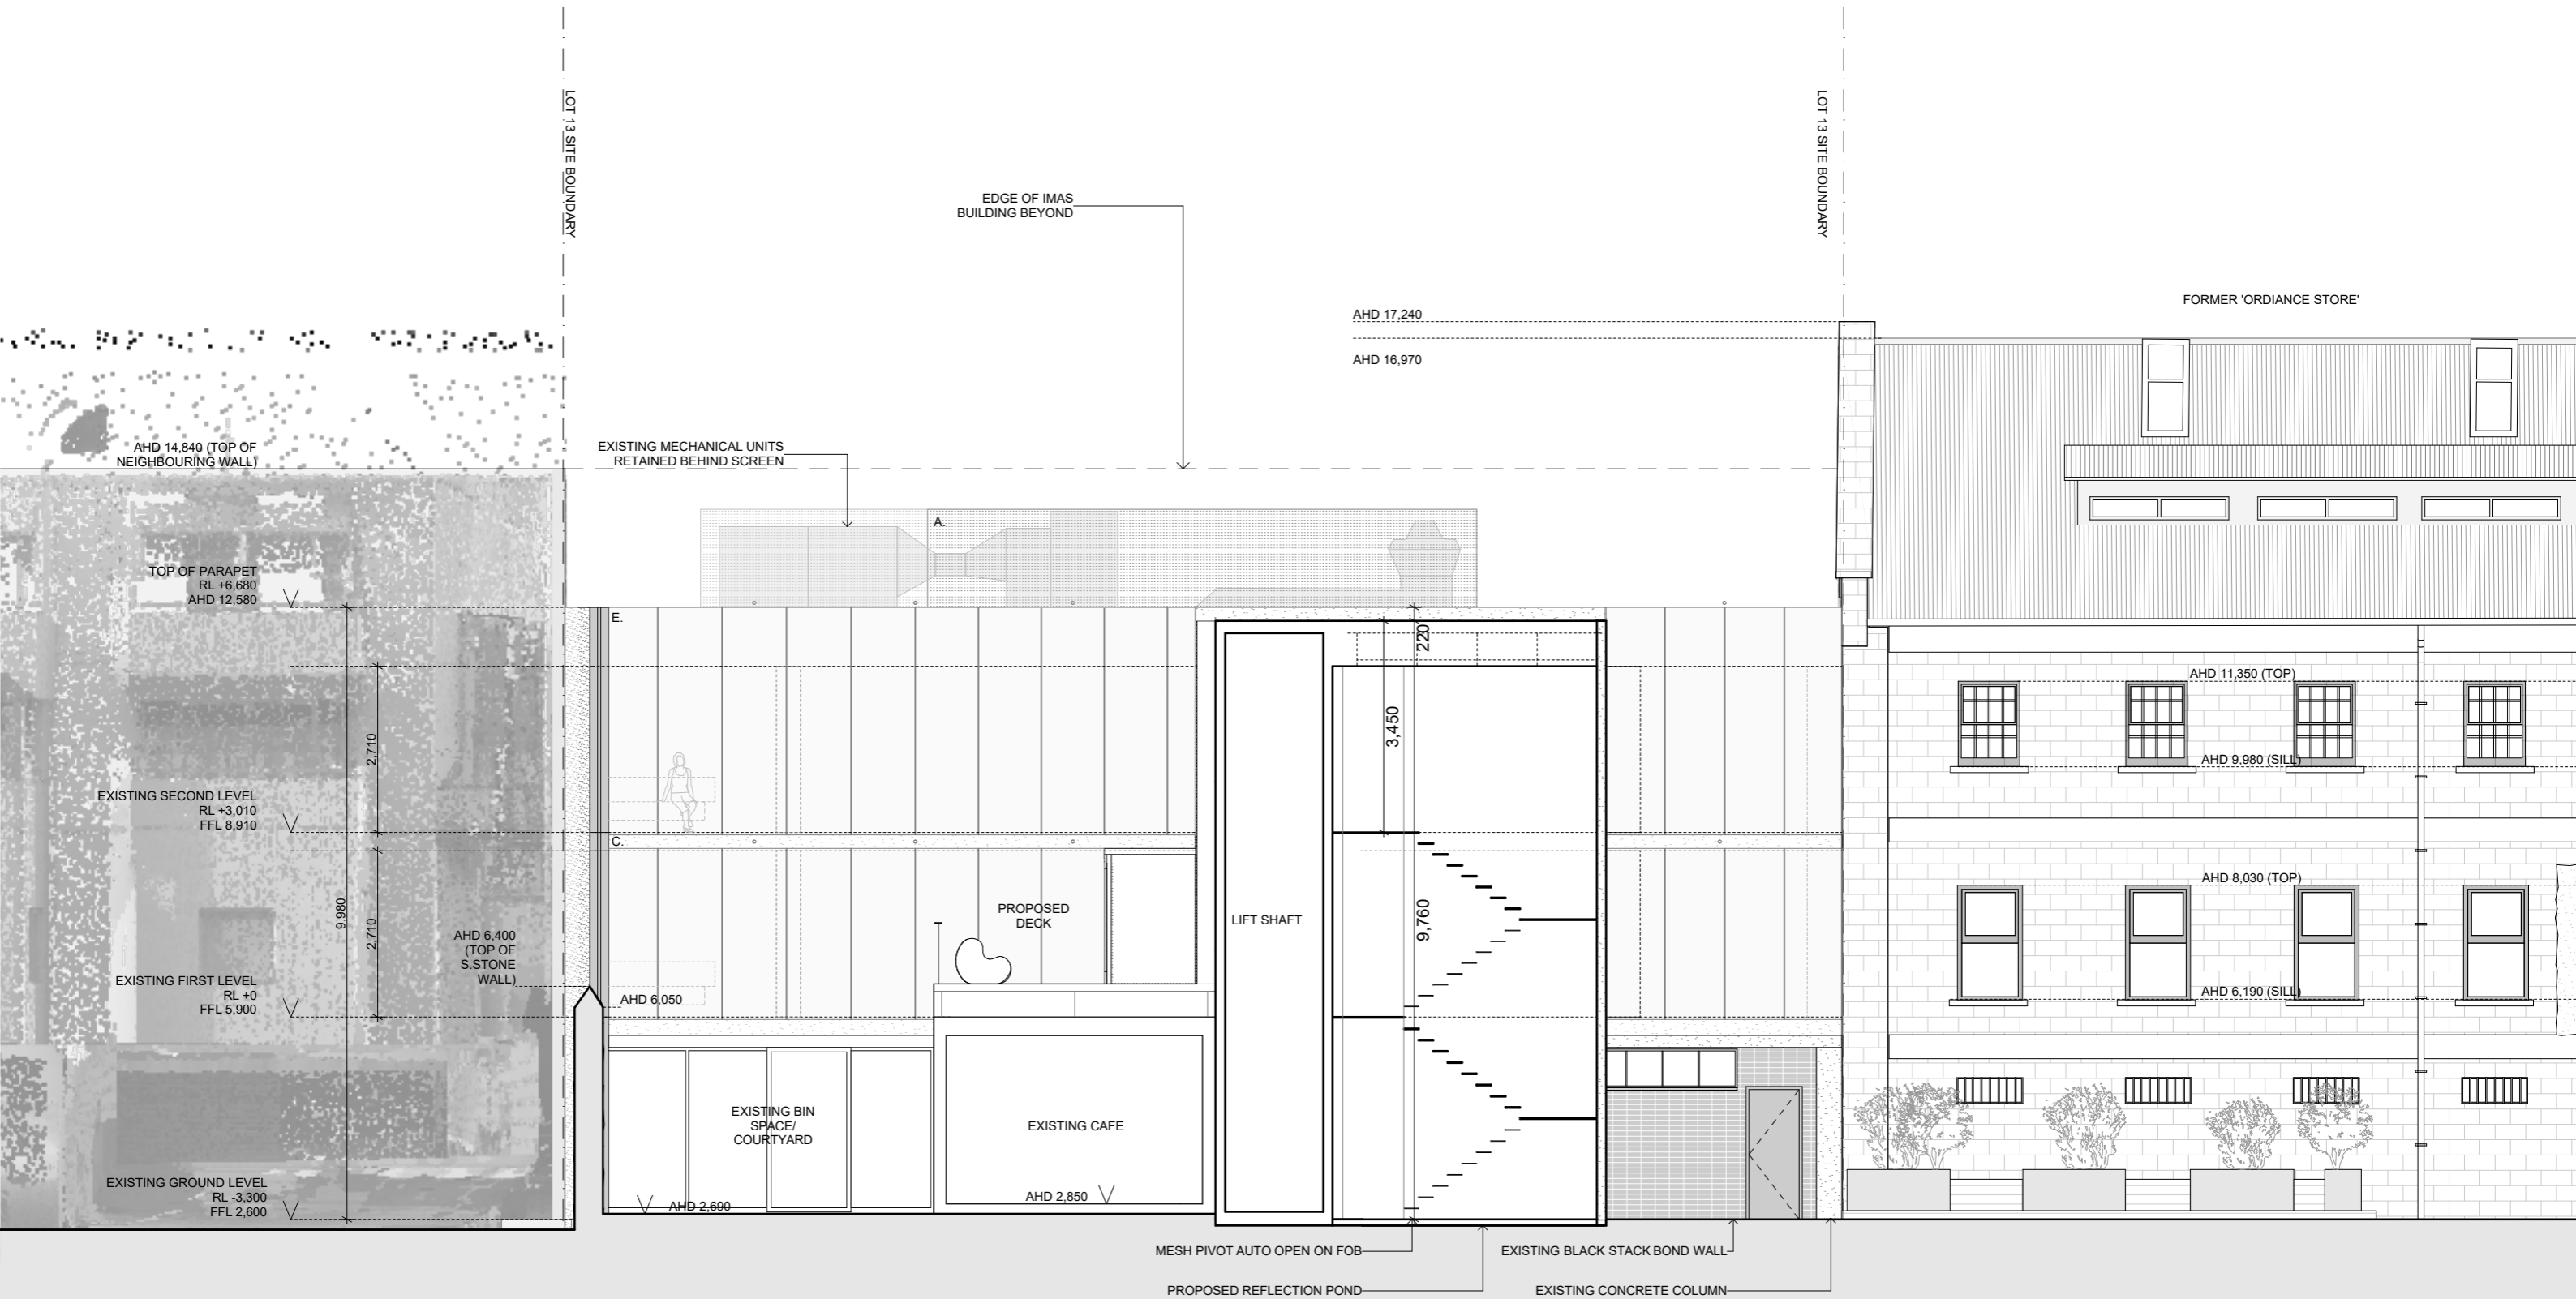 LOT 13 SITE BOUNDARY
LOT 13 SITE BOUNDARY
EDGE OF IMAS
BUILDING BEYOND
FORMER 'ORDIANCE STORE'
AHD 17,240
AHD 16,970
AHD 14,840 (TOP OF
NEIGHBOURING WALL)
EXISTING MECHANICAL UNITS
RETAINED BEHIND SCREEN
A.
TOP OF PARAPET
RL +6,680
AHD 12,580
E.
220
3,450
2,710
AHD 11,350 (TOP)
AHD 9,980 (SILL)
EXISTING SECOND LEVEL
RL +3,010
FFL 8,910
C.
AHD 8,030 (TOP)
PROPOSED
DECK
LIFT SHAFT
9,760
9,980
2,710
AHD 6,400
(TOP OF
S.STONE
WALL)
EXISTING FIRST LEVEL
RL +0
FFL 5,900
AHD 6,050
AHD 6,190 (SILL)
EXISTING BIN
SPACE/
COURTYARD
EXISTING CAFE
EXISTING GROUND LEVEL
RL -3,300
FFL 2,600
AHD 2,690
AHD 2,850
MESH PIVOT AUTO OPEN ON FOB
EXISTING BLACK STACK BOND WALL
PROPOSED REFLECTION POND
EXISTING CONCRETE COLUMN